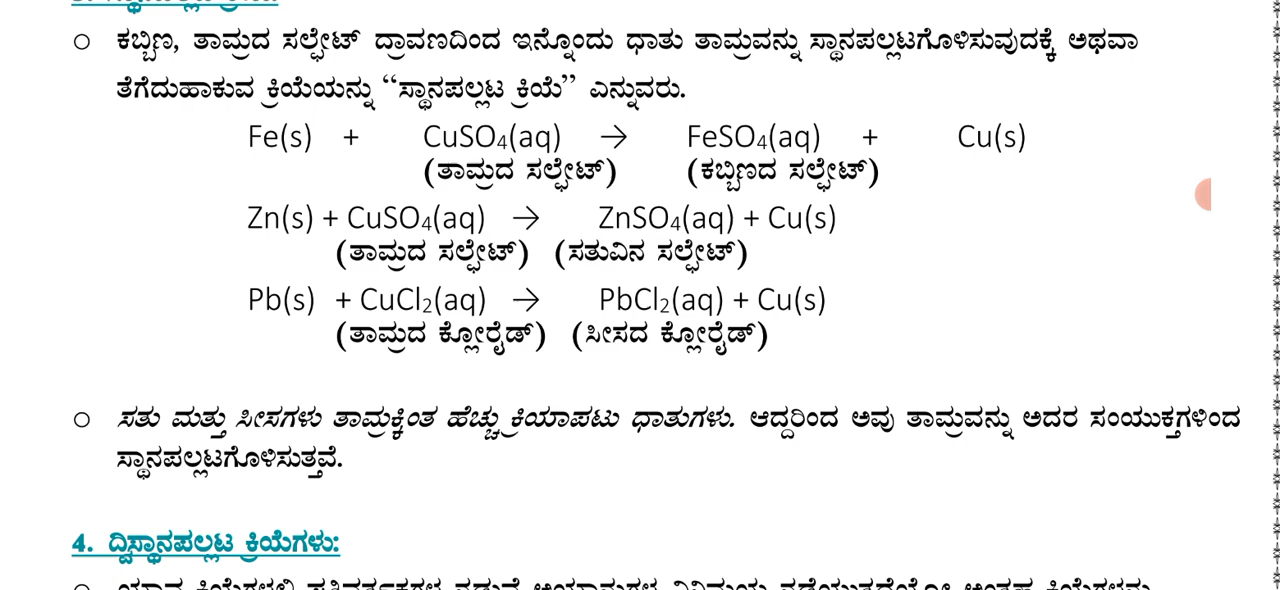 ಕಬ್ಬಿಣ, ತಾಮ್ರದ ಸಲ್ಫೇಟ್ ದ್ರಾವಣದಿಂದ ಇನ್ನೊಂದು ಧಾತು ತಾಮ್ರವನ್ನು ಸ್ಥಾನಪಲ್ಲಟಗೊಳಿಸುವುದಕ್ಕೆ ಅಥವಾ
ತೆಗೆದುಹಾಕುವ ಕ್ರಿಯೆಯನ್ನು “ಸ್ಥಾನಪಲ್ಲಟ ಕ್ರಿಯೆ” ಎನ್ನುವರು.
Fe(s) + CuSO4(aq) → FeSO4(aq) + Cu(s)
(ತಾಮ್ರದ ಸಲ್ಫೇಟ್) (ಕಬ್ಬಿಣದ ಸಲ್ಫೇಟ್)
Zn(s) + CuSO4(aq) → ZnSO4(aq) + Cu(s)
(ತಾಮ್ರದ ಸಲ್ಫೇಟ್) (ಸತುವಿನ ಸಲ್ಫೇಟ್)
Pb(s) + CuCl2(aq) → PbCl2(aq) + Cu(s)
(ತಾಮ್ರದ ಕ್ಲೋರೈಡ್) (ಸೀಸದ ಕ್ಲೋರೈಡ್)
ಸತು ಮತ್ತು ಸೀಸಗಳು ತಾಮ್ರಕ್ಕಿಂತ ಹೆಚ್ಚು ಕ್ರಿಯಾಪಟು ಧಾತುಗಳು. ಆದ್ದರಿಂದ ಅವು ತಾಮ್ರವನ್ನು ಅದರ ಸಂಯುಕ್ತಗಳಿಂದ
ಸ್ಥಾನಪಲ್ಲಟಗೊಳಿಸುತ್ತವೆ.
4. ದ್ವಿಸ್ಥಾನಪಲ್ಲಟ ಕ್ರಿಯೆಗಳು: